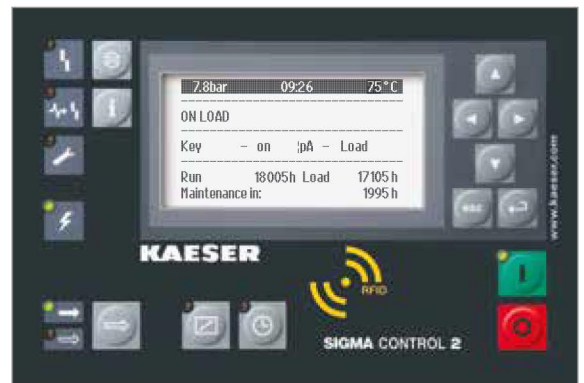 7.8bar 09:26 75°C
ON LOAD
Key – on pA – Load
Run 18005h Load 17105h
Maintenance in: 1995h
esc
www.kaeser.com
KAESER
RFID
SIGMA CONTROL 2